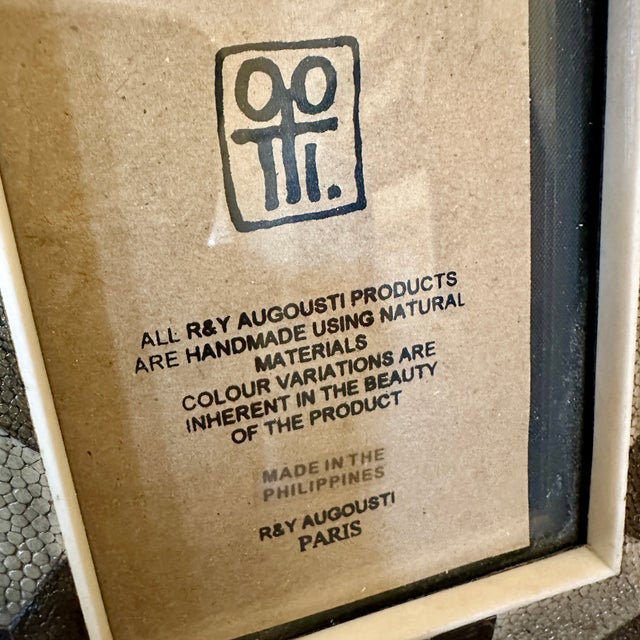 ALL R&Y AUGOUSTI PRODUCTS
ARE HANDMADE USING NATURAL
MATERIALS
COLOUR VARIATIONS ARE
INHERENT IN THE BEAUTY
OF THE PRODUCT
MADE IN THE
PHILIPPINES
R&Y AUGOUSTI
PARIS